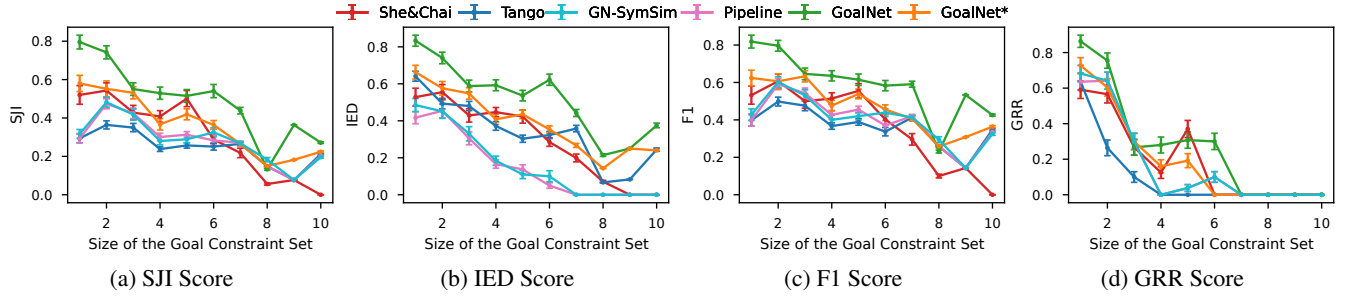 She&Chai Tango GN-SymSim Pipeline GoalNet GoalNet*
SJI
0.8
0.6
0.4
0.2
0.0
2 4 6 8 10
Size of the Goal Constraint Set
(a) SJI Score
IED
0.8
0.6
0.4
0.2
0.0
2 4 6 8 10
Size of the Goal Constraint Set
(b) IED Score
F1
0.8
0.6
0.4
0.2
0.0
2 4 6 8 10
Size of the Goal Constraint Set
(c) F1 Score
GRR
0.8
0.6
0.4
0.2
0.0
2 4 6 8 10
Size of the Goal Constraint Set
(d) GRR Score